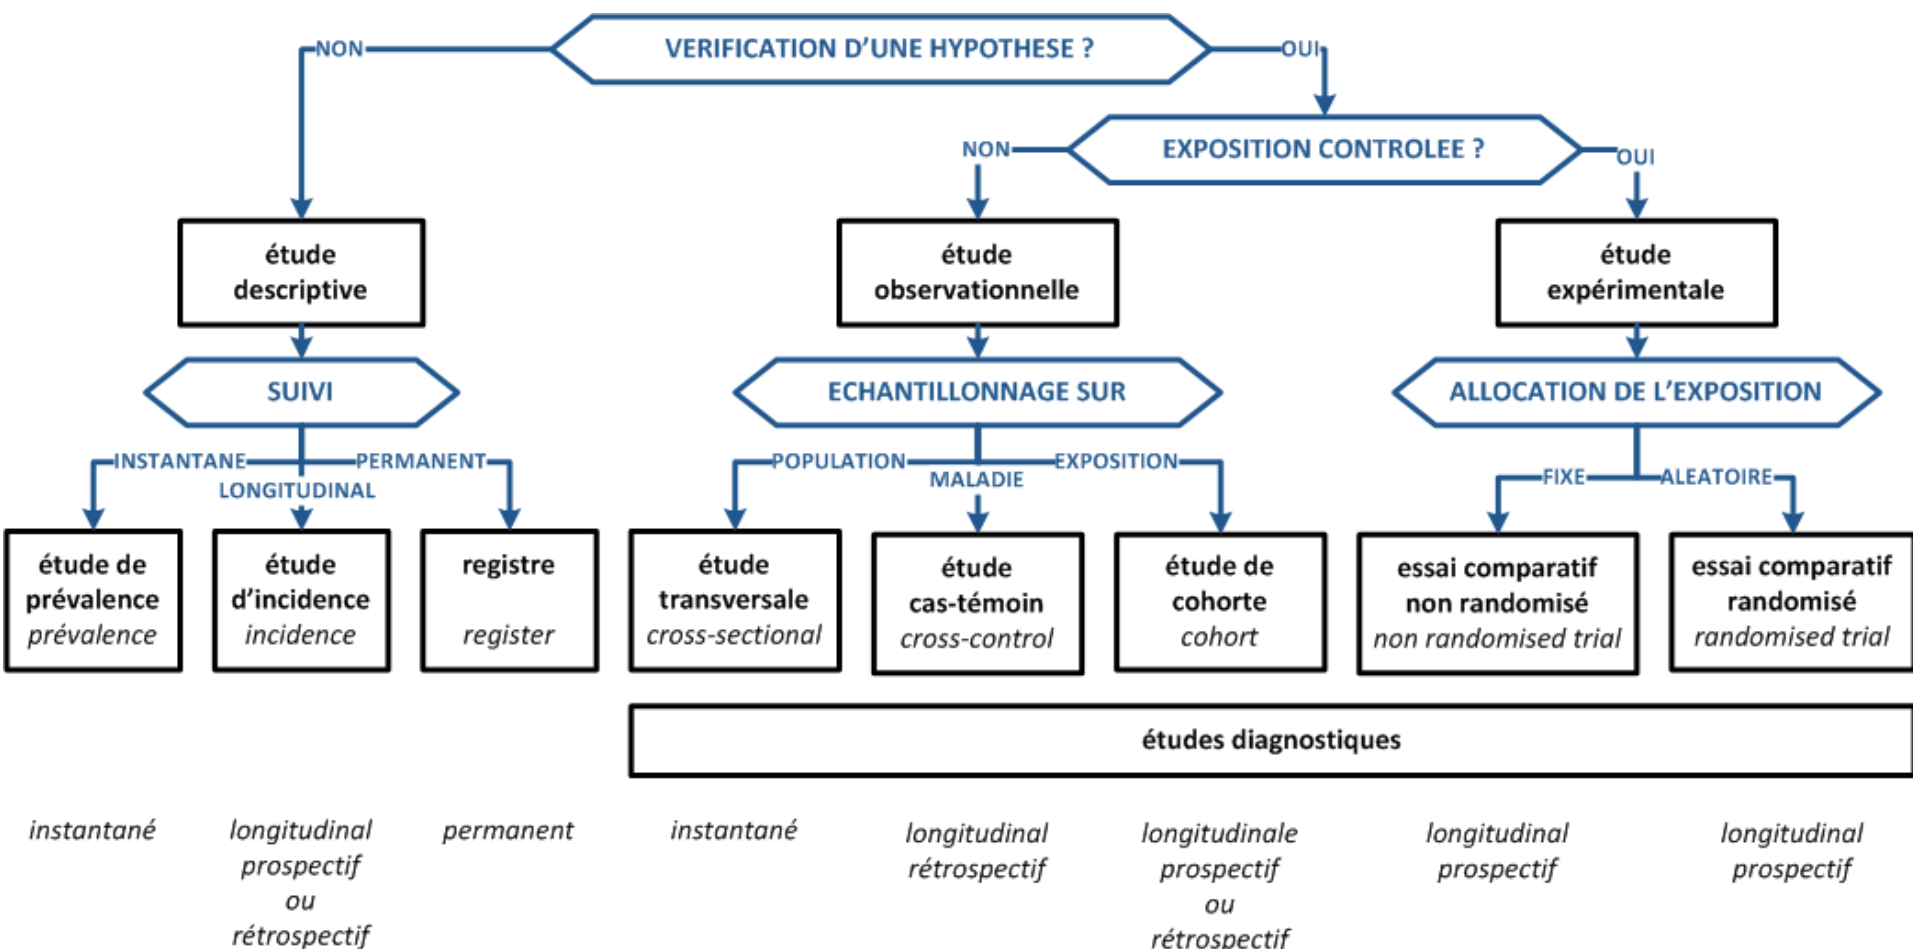 VERIFICATION D'UNE HYPOTHESE ?
NON
OUI
EXPOSITION CONTROLEE ?
NON
OUI
étude
descriptive
étude
observationnelle
étude
expérimentale
SUIVI
ECHANTILLONNAGE SUR
ALLOCATION DE L'EXPOSITION
INSTANTANE
LONGITUDINAL
PERMANENT
POPULATION
MALADIE
EXPOSITION
FIXE
ALEATOIRE
étude de
prévalence
prévalence
étude
d'incidence
incidence
registre
register
étude
transversale
cross-sectional
étude
cas-témoin
cross-control
étude de
cohorte
cohort
essai comparatif
non randomisé
non randomised trial
essai comparatif
randomisé
randomised trial
études diagnostiques
instantané
longitudinal
prospectif
ou
rétrospectif
permanent
instantané
longitudinal
rétrospectif
longitudinale
prospectif
ou
rétrospectif
longitudinal
prospectif
longitudinal
prospectif